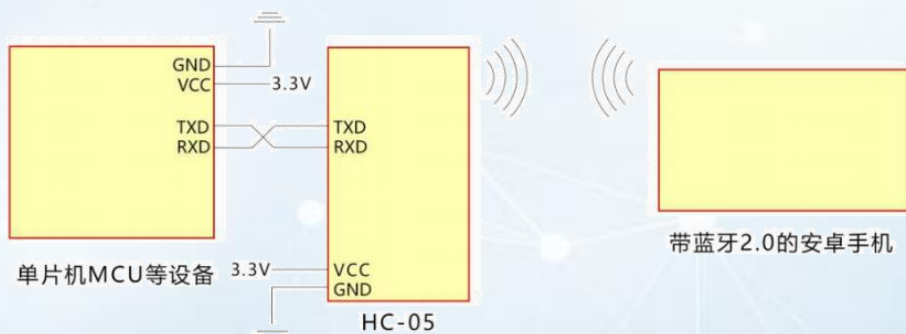 GND
VCC
3.3V
TXD
RXD
TXD
RXD
3.3V
VCC
GND
单片机MCU等设备
HC-05
带蓝牙2.0的安卓手机